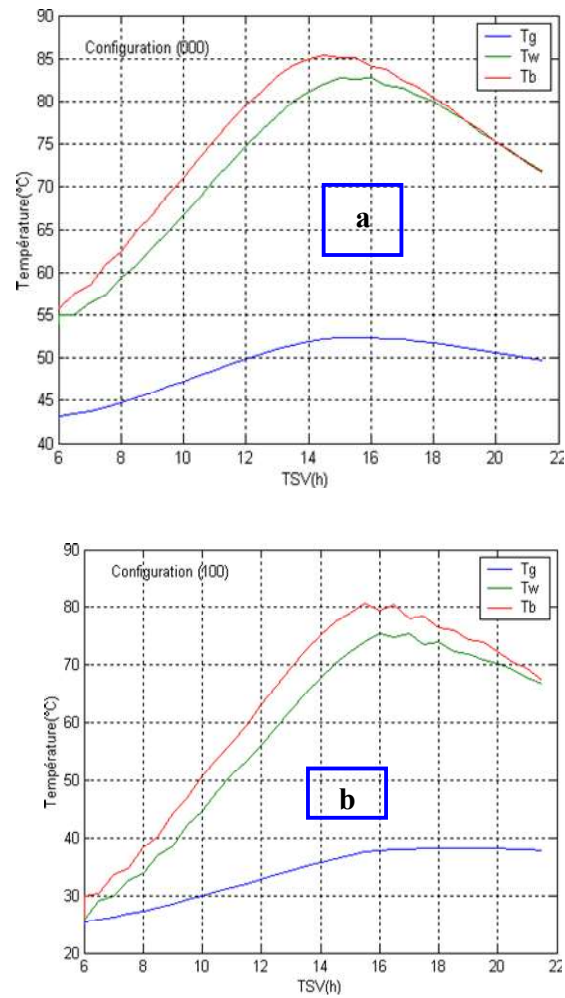 90
85
80
75
70
65
60
55
50
45
40
Température(°C)
Configuration (000)
Tg
Tw
Tb
a
6 8 10 12 14 16 18 20 22
TSV(h)
90
80
70
60
50
40
30
20
Température(°C)
Configuration (100)
Tg
Tw
Tb
b
6 8 10 12 14 16 18 20 22
TSV(h)